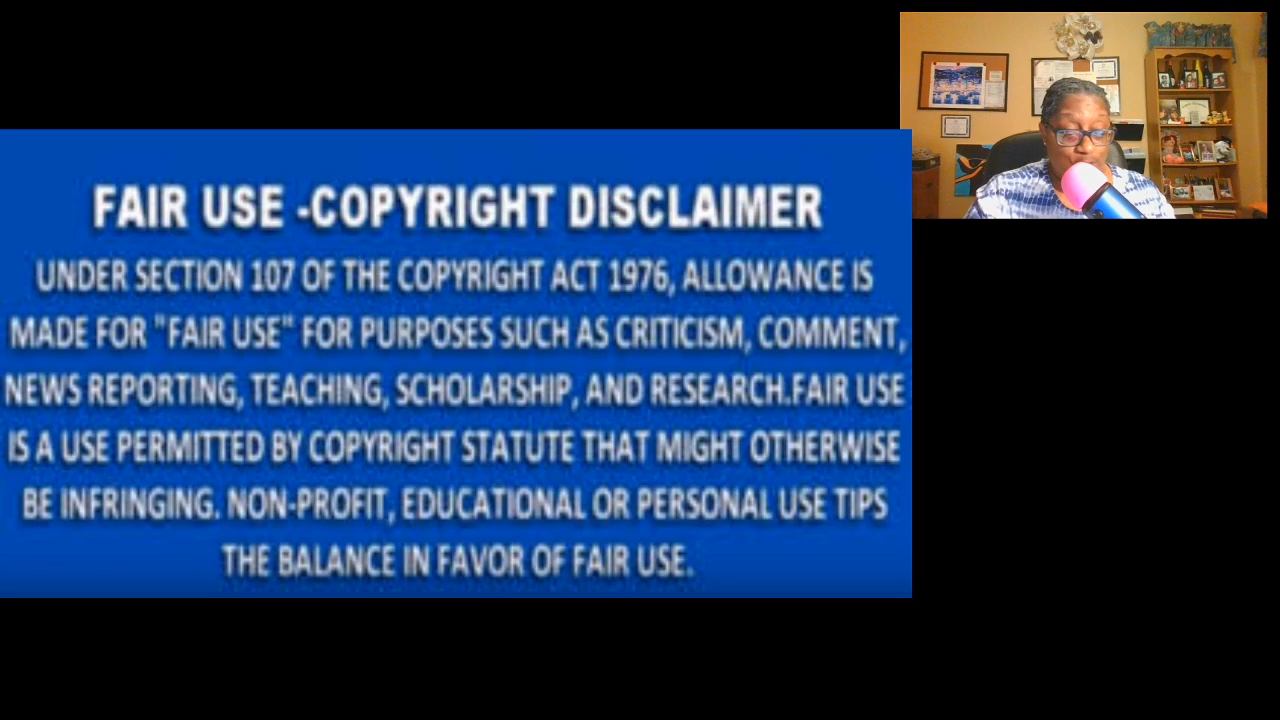 FAIR USE -COPYRIGHT DISCLAIMER
UNDER SECTION 107 OF THE COPYRIGHT ACT 1976, ALLOWANCE IS
MADE FOR "FAIR USE" FOR PURPOSES SUCH AS CRITICISM, COMMENT,
NEWS REPORTING, TEACHING, SCHOLARSHIP, AND RESEARCH.FAIR USE
IS A USE PERMITTED BY COPYRIGHT STATUTE THAT MIGHT OTHERWISE
BE INFRINGING. NON-PROFIT, EDUCATIONAL OR PERSONAL USE TIPS
THE BALANCE IN FAVOR OF FAIR USE.